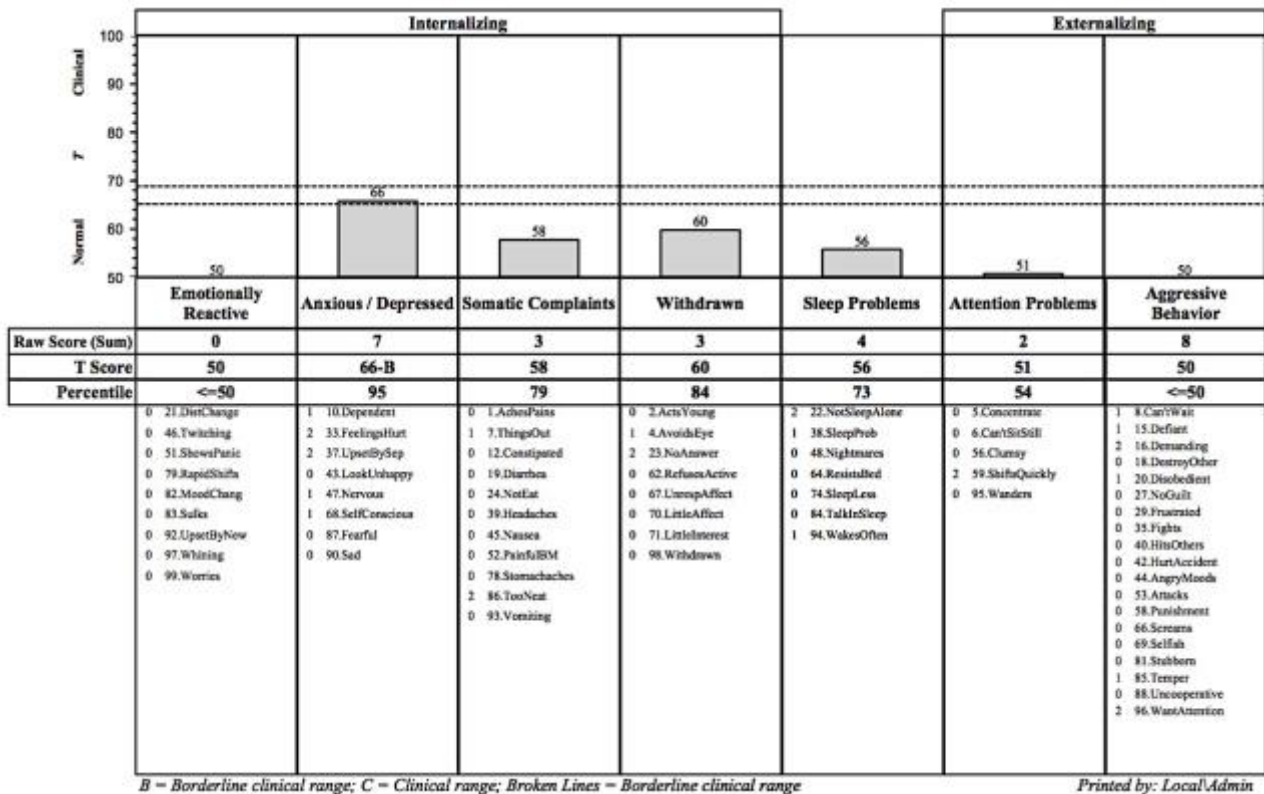 Internalizing Externalizing
Clinical
T
Normal
100
90
80
70
60
50
50 66 58 60 56 51 50
Emotionally Reactive Anxious / Depressed Somatic Complaints Withdrawn Sleep Problems Attention Problems Aggressive Behavior
Raw Score (Sum) 0 7 3 3 4 2 8
T Score 50 66-B 58 60 56 51 50
Percentile <=50 95 79 84 73 54 <=50
0 21.DistChange
0 46.Twitching
0 51.ShowsPanic
0 79.RapidShifts
0 82.MoodChang
0 83.Sulks
0 92.UpsetByNew
0 97.Whining
0 99.Worries
1 10.Dependent
2 33.FeelingsHurt
2 37.UpsetBySep
0 43.LookUnhappy
1 47.Nervous
1 68.SelfConscious
0 87.Fearful
0 90.Sad
0 1.AchesPains
1 7.ThingsOut
0 12.Constipated
0 19.Diarrhea
0 24.NotEat
0 39.Headaches
0 45.Nausea
0 52.PainfulBM
0 78.Stomachaches
2 86.TooNeat
0 93.Vomiting
0 2.ActsYoung
1 4.AvoidsEye
2 23.NoAnswer
0 62.RefusesActive
0 67.UnrespAffect
0 70.LittleAffect
0 71.LittleInterest
0 98.Withdrawn
2 22.NotSleepAlone
1 38.SleepProb
0 48.Nightmares
0 64.ResistsBed
0 74.SleepLess
0 84.TalkInSleep
1 94.WakesOften
0 5.Concentrate
0 6.Can'tSitStill
0 56.Clumsy
2 59.ShiftsQuickly
0 95.Wanders
1 8.Can'tWait
1 15.Defiant
2 16.Demanding
0 18.DestroyOther
1 20.Disobedient
0 27.NoGuilt
0 29.Frustrated
0 35.Fights
0 40.HitsOthers
0 42.HurtAccident
0 44.AngryMoods
0 53.Attacks
0 58.Punishment
0 66.Screams
0 69.Selfish
0 81.Stubborn
1 85.Temper
0 88.Uncooperative
2 96.WantAttention
B = Borderline clinical range; C = Clinical range; Broken Lines = Borderline clinical range Printed by: Local\Admin